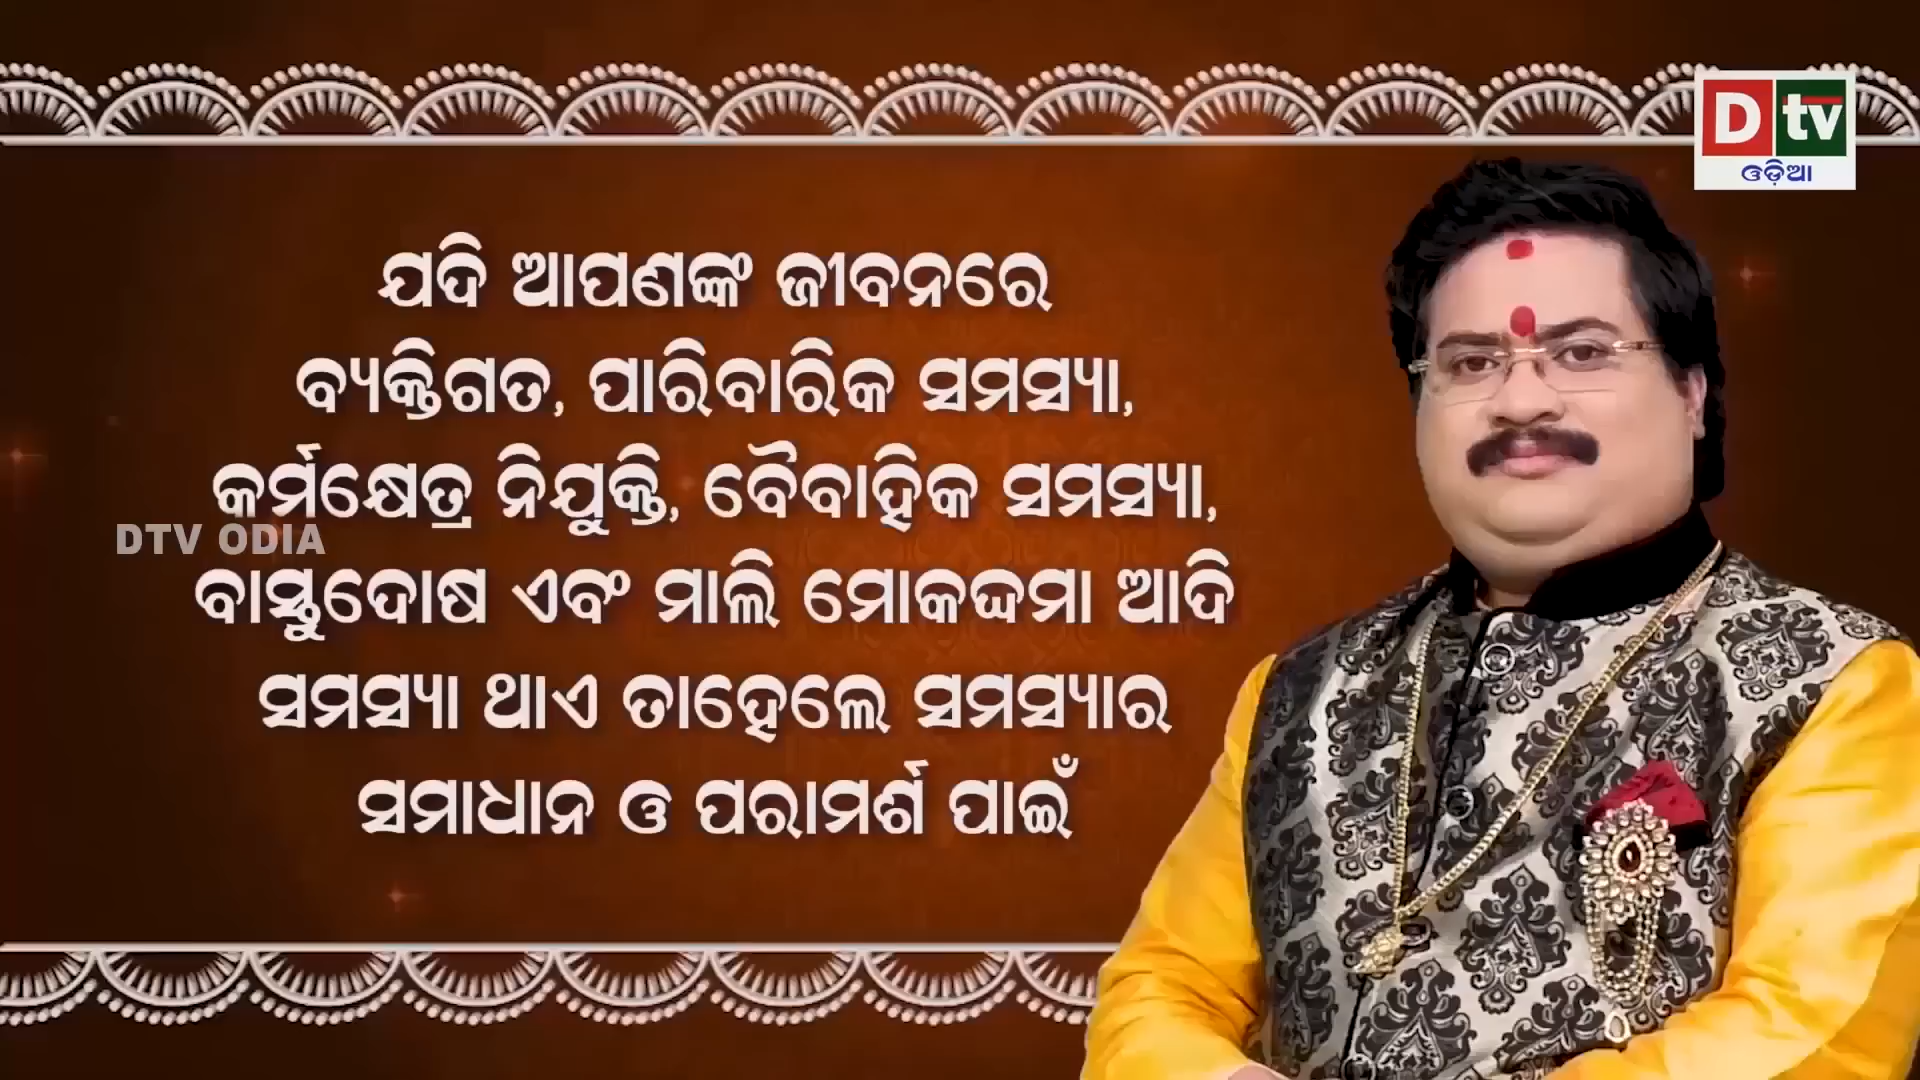 Dtv
ଓଡ଼ିଆ
ଯଦି ଆପଣଙ୍କ ଜୀବନରେ
ବ୍ୟକ୍ତିଗତ, ପାରିବାରିକ ସମସ୍ୟା,
କର୍ମକ୍ଷେତ୍ର ନିଯୁକ୍ତି, ବୈବାହିକ ସମସ୍ୟା,
DTV ODIA
ବାସ୍ତୁଦୋଷ ଏବଂ ମାଲି ମୋକଦ୍ଦମା ଆଦି
ସମସ୍ୟା ଥାଏ ତାହେଲେ ସମସ୍ୟାର
ସମାଧାନ ଓ ପରାମର୍ଶ ପାଇଁ